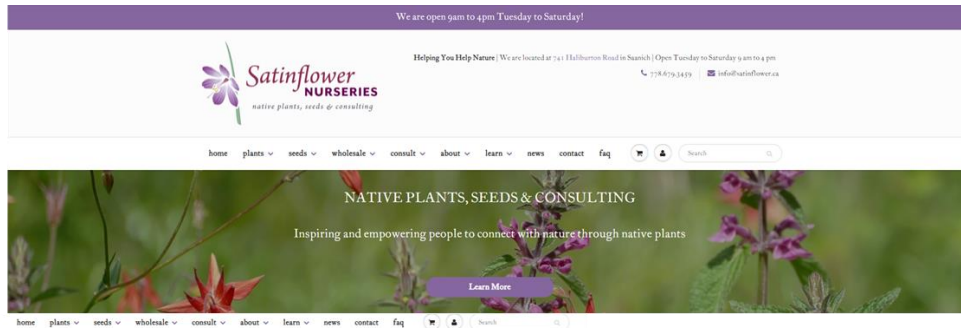 We are open 9am to 4pm Tuesday to Saturday!
Helping You Help Nature | We are located at 741 Haliburton Road in Saanich | Open Tuesday to Saturday 9 am to 4 pm
778.679.3459 | info@satinflower.ca
Satinflower
NURSERIES
native plants, seeds & consulting
home plants seeds wholesale consult about learn news contact faq Search
NATIVE PLANTS, SEEDS & CONSULTING
Inspiring and empowering people to connect with nature through native plants
Learn More
home plants seeds wholesale consult about learn news contact faq Search